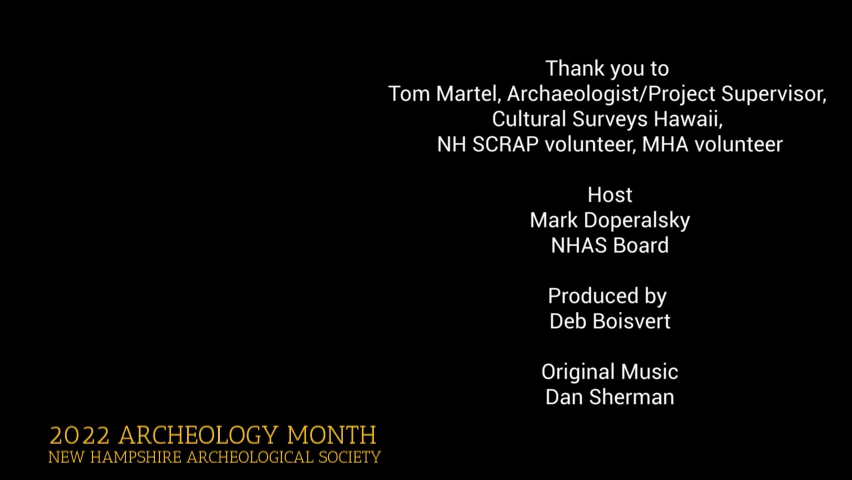 Thank you to
Tom Martel, Archaeologist/Project Supervisor,
Cultural Surveys Hawaii,
NH SCRAP volunteer, MHA volunteer
Host
Mark Doperalsky
NHAS Board
Produced by
Deb Boisvert
Original Music
Dan Sherman
2022 ARCHEOLOGY MONTH
NEW HAMPSHIRE ARCHEOLOGICAL SOCIETY